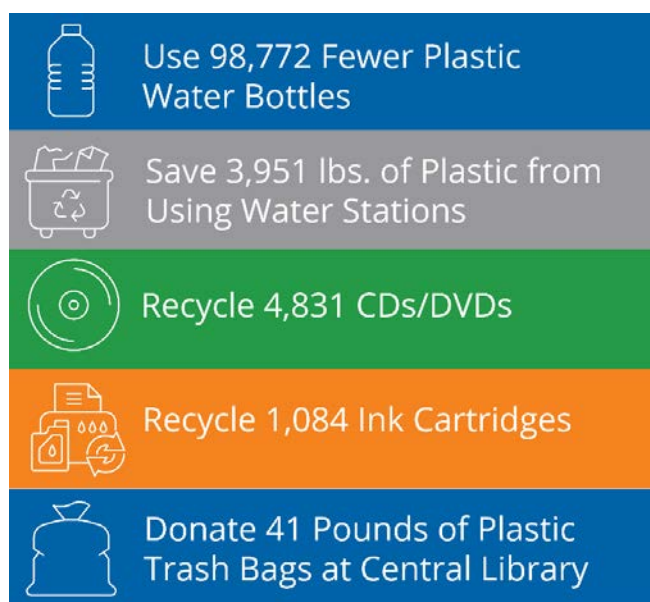 Use 98,772 Fewer Plastic
Water Bottles
Save 3,951 lbs. of Plastic from
Using Water Stations
Recycle 4,831 CDs/DVDs
Recycle 1,084 Ink Cartridges
Donate 41 Pounds of Plastic
Trash Bags at Central Library